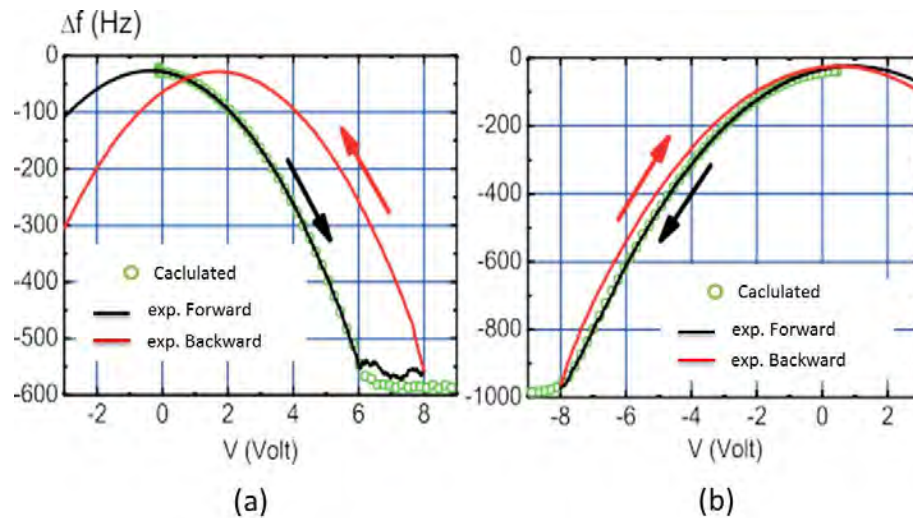 Δf (Hz)
0
-100
-200
-300
-400
-500
-600
-2 0 2 4 6 8
V (Volt)
Caclulated
exp. Forward
exp. Backward
(a)
0
-200
-400
-600
-800
-1000
-8 -6 -4 -2 0 2
V (Volt)
Caclulated
exp. Forward
exp. Backward
(b)